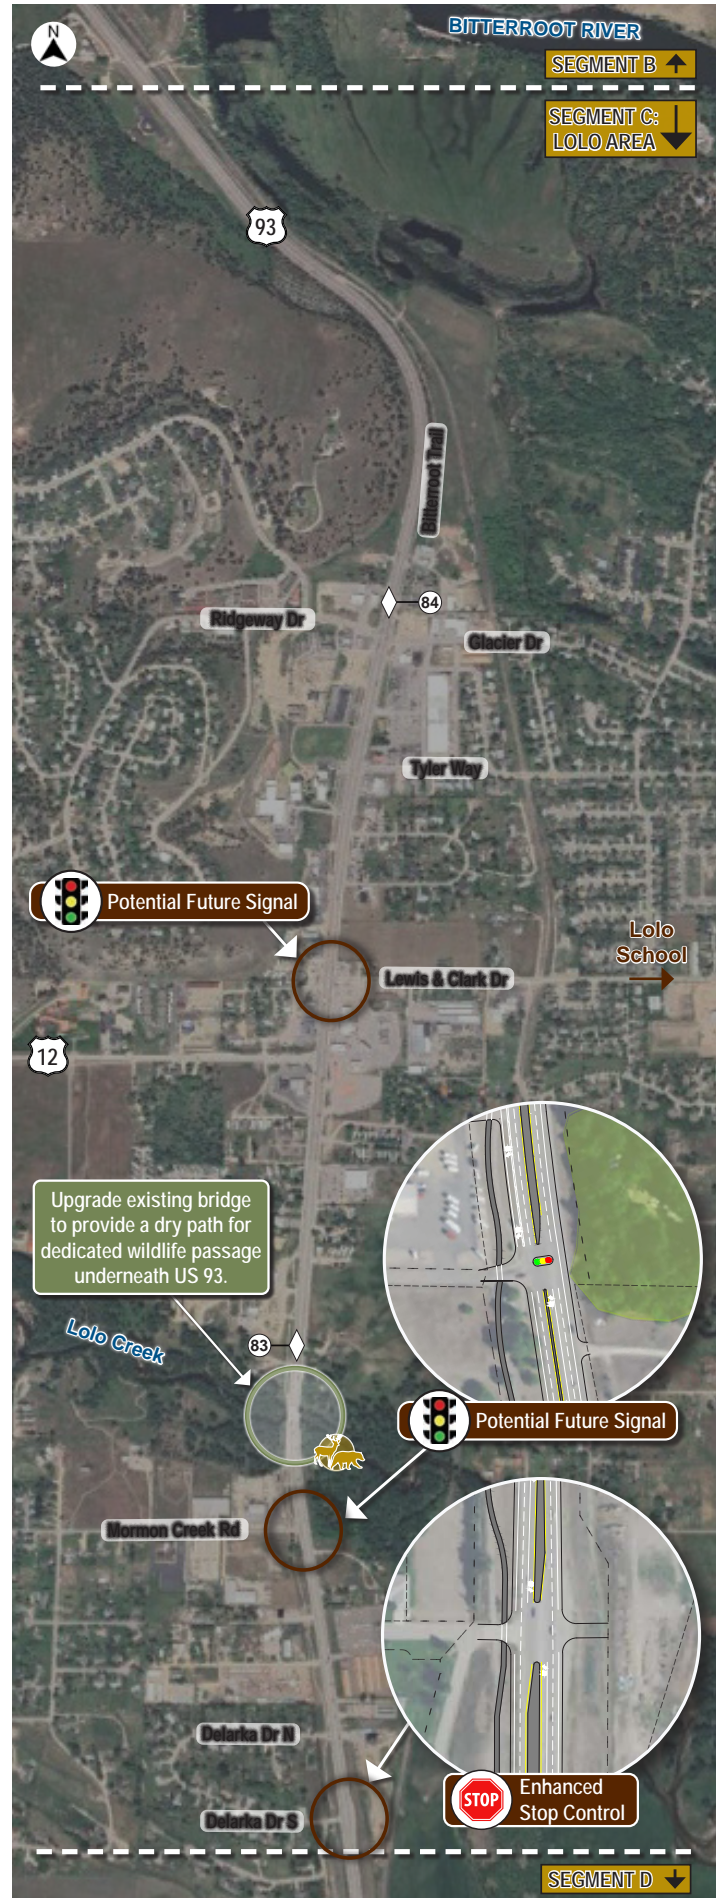 N
BITTERROOT RIVER
SEGMENT B
SEGMENT C:
LOLO AREA
93
Bitterroot Trail
84
Ridgeway Dr
Glacier Dr
Tyler Way
Potential Future Signal
Lolo
School
Lewis & Clark Dr
12
Upgrade existing bridge
to provide a dry path for
dedicated wildlife passage
underneath US 93.
Lolo Creek
83
Potential Future Signal
Mormon Creek Rd
Delarka Dr N
STOP
Enhanced
Stop Control
Delarka Dr S
SEGMENT D